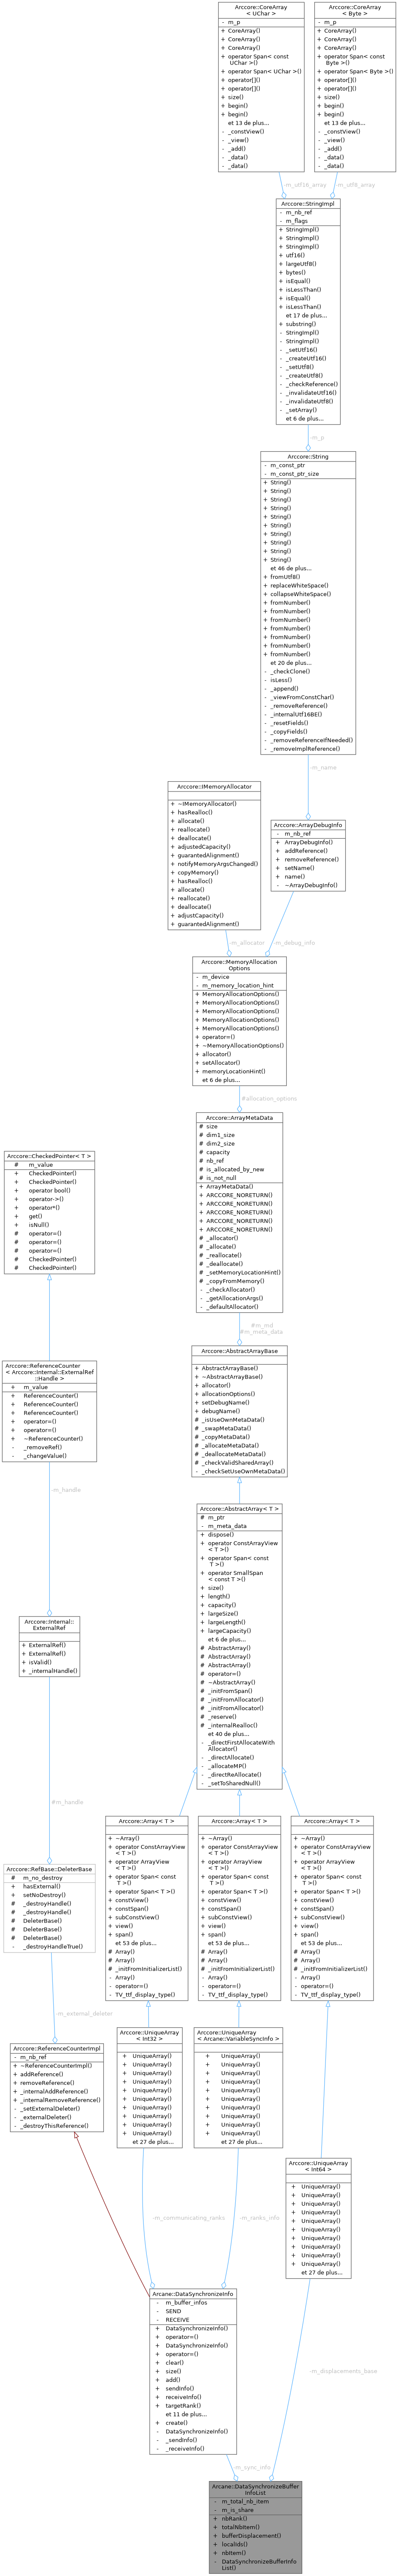 Arccore::CoreArray
< UChar >
- m_p
+ CoreArray()
+ CoreArray()
+ CoreArray()
+ operator Span< const
UChar >()
+ operator Span< UChar >()
+ operator[]()
+ operator[]()
+ size()
+ begin()
+ begin()
et 13 de plus...
- _constView()
- _view()
- _add()
- _data()
- _data()
Arccore::CoreArray
< Byte >
- m_p
+ CoreArray()
+ CoreArray()
+ CoreArray()
+ operator Span< const
Byte >()
+ operator Span< Byte >()
+ operator[]()
+ operator[]()
+ size()
+ begin()
+ begin()
et 13 de plus...
- _constView()
- _view()
- _add()
- _data()
- _data()
-m_utf16_array
-m_utf8_array
Arccore::StringImpl
- m_nb_ref
- m_flags
+ StringImpl()
+ StringImpl()
+ StringImpl()
+ utf16()
+ largeUtf8()
+ bytes()
+ isEqual()
+ isLessThan()
+ isEqual()
+ isLessThan()
et 17 de plus...
+ substring()
- StringImpl()
- StringImpl()
- _setUtf16()
- _createUtf16()
- _setUtf8()
- _createUtf8()
- _checkReference()
- _invalidateUtf16()
- _invalidateUtf8()
- _setArray()
et 6 de plus...
-m_p
Arccore::String
- m_const_ptr
- m_const_ptr_size
+ String()
+ String()
+ String()
+ String()
+ String()
+ String()
+ String()
+ String()
+ String()
+ String()
et 46 de plus...
+ fromUtf8()
+ replaceWhiteSpace()
+ collapseWhiteSpace()
+ fromNumber()
+ fromNumber()
+ fromNumber()
+ fromNumber()
+ fromNumber()
+ fromNumber()
+ fromNumber()
et 20 de plus...
- _checkClone()
- isLess()
- _append()
- _viewFromConstChar()
- _removeReference()
- _internalUtf16BE()
- _resetFields()
- _copyFields()
- _removeReferenceIfNeeded()
- _removeImplReference()
-m_name
Arccore::IMemoryAllocator
+ ~IMemoryAllocator()
+ hasRealloc()
+ allocate()
+ reallocate()
+ deallocate()
+ adjustedCapacity()
+ guarantedAlignment()
+ notifyMemoryArgsChanged()
+ copyMemory()
+ hasRealloc()
+ allocate()
+ reallocate()
+ deallocate()
+ adjustCapacity()
+ guarantedAlignment()
Arccore::ArrayDebugInfo
- m_nb_ref
+ ArrayDebugInfo()
+ addReference()
+ removeReference()
+ setName()
+ name()
- ~ArrayDebugInfo()
-m_allocator
-m_debug_info
Arccore::MemoryAllocation
Options
- m_device
- m_memory_location_hint
+ MemoryAllocationOptions()
+ MemoryAllocationOptions()
+ MemoryAllocationOptions()
+ MemoryAllocationOptions()
+ MemoryAllocationOptions()
+ operator=()
+ ~MemoryAllocationOptions()
+ allocator()
+ setAllocator()
+ memoryLocationHint()
et 6 de plus...
#allocation_options
Arccore::ArrayMetaData
# size
# dim1_size
# dim2_size
# capacity
# nb_ref
# is_allocated_by_new
# is_not_null
+ ArrayMetaData()
+ ARCCORE_NORETURN()
+ ARCCORE_NORETURN()
+ ARCCORE_NORETURN()
+ ARCCORE_NORETURN()
+ ARCCORE_NORETURN()
# _allocator()
# _allocate()
# _reallocate()
# _deallocate()
# _setMemoryLocationHint()
# _copyFromMemory()
- _checkAllocator()
- _getAllocationArgs()
- _defaultAllocator()
#m_md
#m_meta_data
Arccore::AbstractArrayBase
+ AbstractArrayBase()
+ ~AbstractArrayBase()
+ allocator()
+ allocationOptions()
+ setDebugName()
+ debugName()
# _isUseOwnMetaData()
# _swapMetaData()
# _copyMetaData()
# _allocateMetaData()
# _deallocateMetaData()
# _checkValidSharedArray()
- _checkSetUseOwnMetaData()
Arccore::CheckedPointer< T >
# m_value
+ CheckedPointer()
+ CheckedPointer()
+ operator bool()
+ operator->()
+ operator*()
+ get()
+ isNull()
# operator=()
# operator=()
# operator=()
# CheckedPointer()
# CheckedPointer()
Arccore::ReferenceCounter
< Arccore::Internal::ExternalRef
::Handle >
+ m_value
+ ReferenceCounter()
+ ReferenceCounter()
+ ReferenceCounter()
+ operator=()
+ operator=()
+ ~ReferenceCounter()
- _removeRef()
- _changeValue()
-m_handle
Arccore::Internal::
ExternalRef
+ ExternalRef()
+ ExternalRef()
+ isValid()
+ _internalHandle()
#m_handle
Arccore::RefBase::DeleterBase
# m_no_destroy
+ hasExternal()
+ setNoDestroy()
# _destroyHandle()
# _destroyHandle()
# DeleterBase()
# DeleterBase()
# DeleterBase()
- _destroyHandleTrue()
-m_external_deleter
Arccore::ReferenceCounterImpl
- m_nb_ref
+ ~ReferenceCounterImpl()
+ addReference()
+ removeReference()
+ _internalAddReference()
+ _internalRemoveReference()
- _setExternalDeleter()
- _externalDeleter()
- _destroyThisReference()
Arccore::AbstractArray< T >
# m_ptr
- m_meta_data
+ dispose()
+ operator ConstArrayView
< T >()
+ operator Span< const
T >()
+ operator SmallSpan
< const T >()
+ size()
+ length()
+ capacity()
+ largeSize()
+ largeLength()
+ largeCapacity()
et 6 de plus...
# AbstractArray()
# AbstractArray()
# AbstractArray()
# operator=()
# ~AbstractArray()
# _initFromSpan()
# _initFromAllocator()
# _initFromAllocator()
# _reserve()
# _internalRealloc()
et 40 de plus...
- _directFirstAllocateWith
Allocator()
- _directAllocate()
- _allocateMP()
- _directReAllocate()
- _setToSharedNull()
Arccore::Array< T >
+ ~Array()
+ operator ConstArrayView
< T >()
+ operator ArrayView
< T >()
+ operator Span< const
T >()
+ operator Span< T >()
+ constView()
+ constSpan()
+ subConstView()
+ view()
+ span()
et 53 de plus...
# Array()
# Array()
# _initFromInitializerList()
- Array()
- operator=()
- TV_ttf_display_type()
Arccore::Array< T >
+ ~Array()
+ operator ConstArrayView
< T >()
+ operator ArrayView
< T >()
+ operator Span< const
T >()
+ operator Span< T >()
+ constView()
+ constSpan()
+ subConstView()
+ view()
+ span()
et 53 de plus...
# Array()
# Array()
# _initFromInitializerList()
- Array()
- operator=()
- TV_ttf_display_type()
Arccore::Array< T >
+ ~Array()
+ operator ConstArrayView
< T >()
+ operator ArrayView
< T >()
+ operator Span< const
T >()
+ operator Span< T >()
+ constView()
+ constSpan()
+ subConstView()
+ view()
+ span()
et 53 de plus...
# Array()
# Array()
# _initFromInitializerList()
- Array()
- operator=()
- TV_ttf_display_type()
Arccore::UniqueArray
< Int32 >
+ UniqueArray()
+ UniqueArray()
+ UniqueArray()
+ UniqueArray()
+ UniqueArray()
+ UniqueArray()
+ UniqueArray()
+ UniqueArray()
+ UniqueArray()
+ UniqueArray()
et 27 de plus...
Arccore::UniqueArray
< Arcane::VariableSyncInfo >
+ UniqueArray()
+ UniqueArray()
+ UniqueArray()
+ UniqueArray()
+ UniqueArray()
+ UniqueArray()
+ UniqueArray()
+ UniqueArray()
+ UniqueArray()
+ UniqueArray()
et 27 de plus...
Arccore::UniqueArray
< Int64 >
+ UniqueArray()
+ UniqueArray()
+ UniqueArray()
+ UniqueArray()
+ UniqueArray()
+ UniqueArray()
+ UniqueArray()
+ UniqueArray()
+ UniqueArray()
+ UniqueArray()
et 27 de plus...
-m_communicating_ranks
-m_ranks_info
-m_displacements_base
Arcane::DataSynchronizeInfo
- m_buffer_infos
- SEND
- RECEIVE
+ DataSynchronizeInfo()
+ operator=()
+ DataSynchronizeInfo()
+ operator=()
+ clear()
+ size()
+ add()
+ sendInfo()
+ receiveInfo()
+ targetRank()
et 11 de plus...
+ create()
- DataSynchronizeInfo()
- _sendInfo()
- _receiveInfo()
-m_sync_info
Arcane::DataSynchronizeBuffer
InfoList
- m_total_nb_item
- m_is_share
+ nbRank()
+ totalNbItem()
+ bufferDisplacement()
+ localIds()
+ nbItem()
- DataSynchronizeBufferInfo
List()